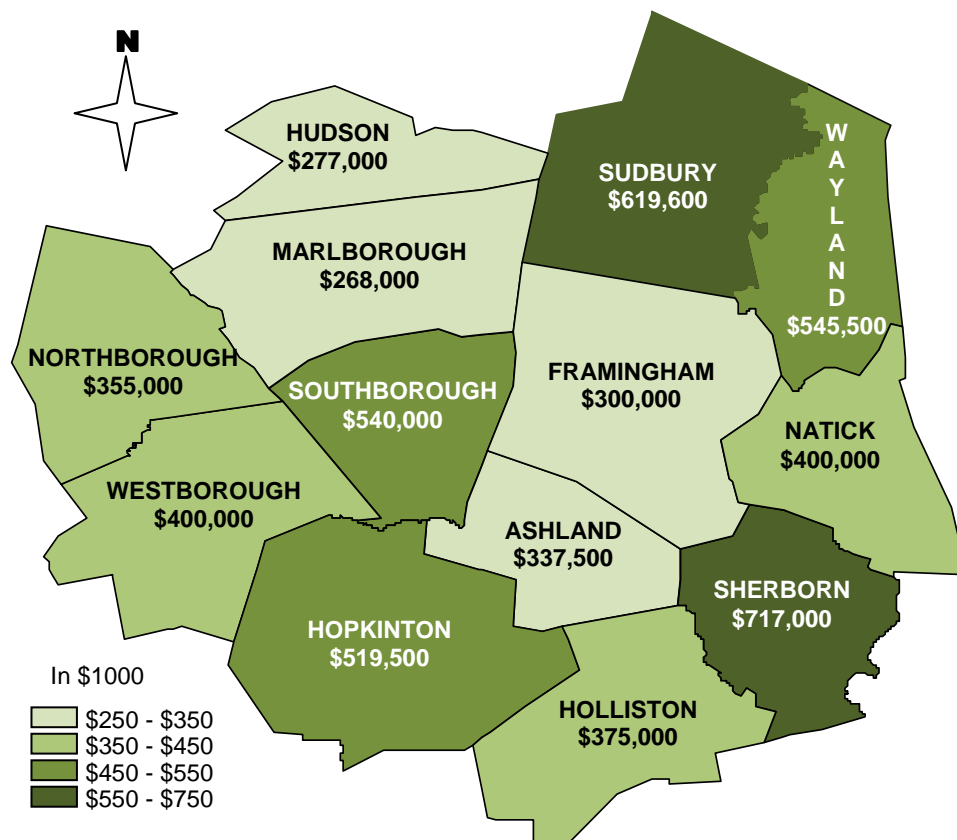 N
HUDSON
$277,000
SUDBURY
$619,600
WAYLAND
$545,500
MARLBOROUGH
$268,000
NORTHBOROUGH
$355,000
SOUTHBOROUGH
$540,000
FRAMINGHAM
$300,000
NATICK
$400,000
WESTBOROUGH
$400,000
ASHLAND
$337,500
SHERBORN
$717,000
HOPKINTON
$519,500
HOLLISTON
$375,000
In $1000
$250 - $350
$350 - $450
$450 - $550
$550 - $750